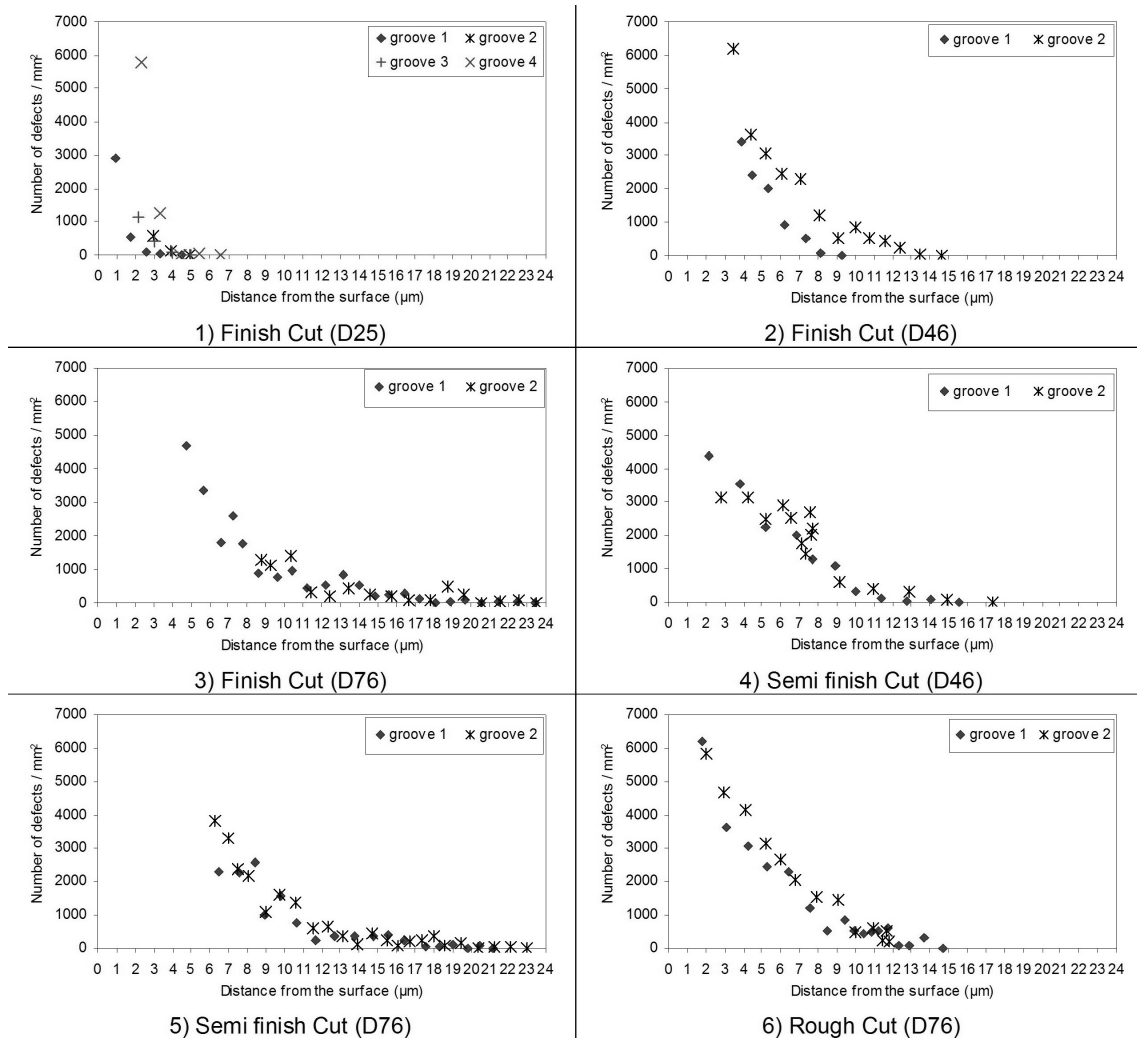 7000
6000
5000
4000
3000
2000
1000
0
Number of defects / mm²
groove 1 groove 2
groove 3 groove 4
0 1 2 3 4 5 6 7 8 9 10 11 12 13 14 15 16 17 18 19 20 21 22 23 24
Distance from the surface (µm)
1) Finish Cut (D25)
7000
6000
5000
4000
3000
2000
1000
0
Number of defects / mm²
groove 1 groove 2
0 1 2 3 4 5 6 7 8 9 10 11 12 13 14 15 16 17 18 19 20 21 22 23 24
Distance from the surface (µm)
2) Finish Cut (D46)
7000
6000
5000
4000
3000
2000
1000
0
Number of defects / mm²
groove 1 groove 2
0 1 2 3 4 5 6 7 8 9 10 11 12 13 14 15 16 17 18 19 20 21 22 23 24
Distance from the surface (µm)
3) Finish Cut (D76)
7000
6000
5000
4000
3000
2000
1000
0
Number of defects / mm²
groove 1 groove 2
0 1 2 3 4 5 6 7 8 9 10 11 12 13 14 15 16 17 18 19 20 21 22 23 24
Distance from the surface (µm)
4) Semi finish Cut (D46)
7000
6000
5000
4000
3000
2000
1000
0
Number of defects / mm²
groove 1 groove 2
0 1 2 3 4 5 6 7 8 9 10 11 12 13 14 15 16 17 18 19 20 21 22 23 24
Distance from the surface (µm)
5) Semi finish Cut (D76)
7000
6000
5000
4000
3000
2000
1000
0
Number of defects / mm²
groove 1 groove 2
0 1 2 3 4 5 6 7 8 9 10 11 12 13 14 15 16 17 18 19 20 21 22 23 24
Distance from the surface (µm)
6) Rough Cut (D76)